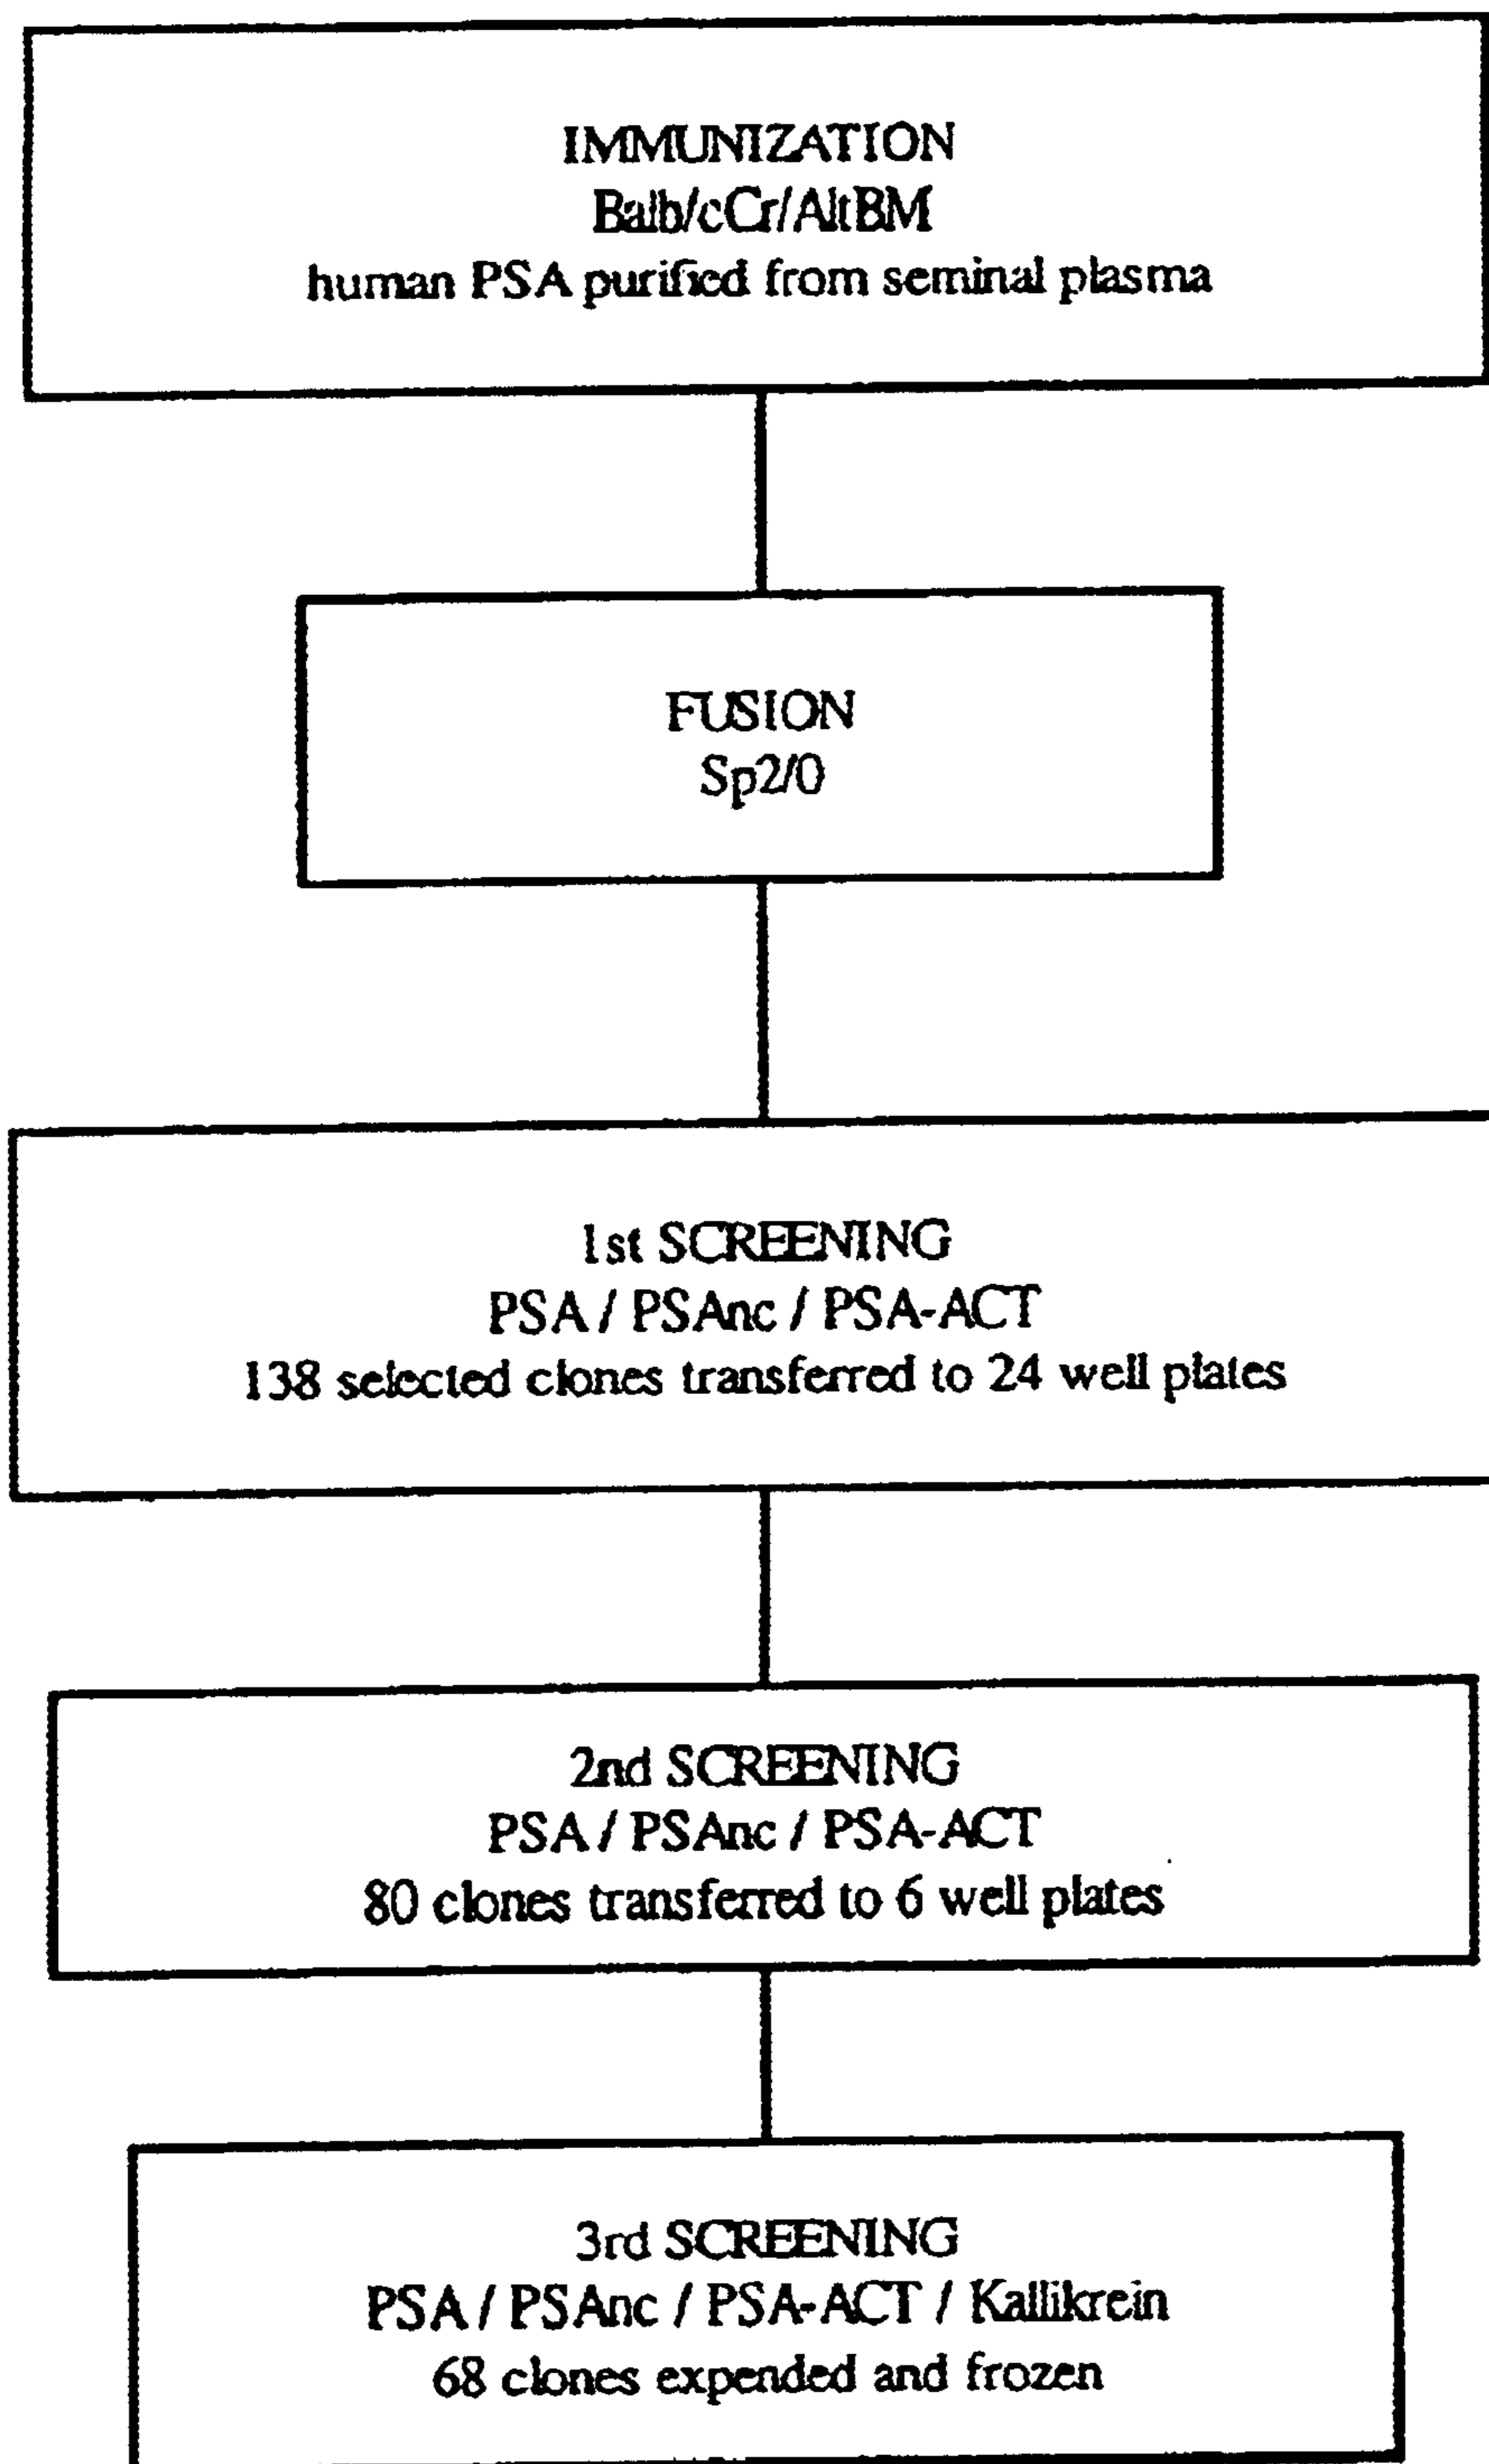 IMMUNIZATION
Balb/cCr/AltBM
human PSA purified from seminal plasma
FUSION
Sp2/0
1st SCREENING
PSA / PSAnc / PSA-ACT
138 selected clones transferred to 24 well plates
2nd SCREENING
PSA / PSAnc / PSA-ACT
80 clones transferred to 6 well plates
3rd SCREENING
PSA / PSAnc / PSA-ACT / Kallikrein
68 clones expended and frozen